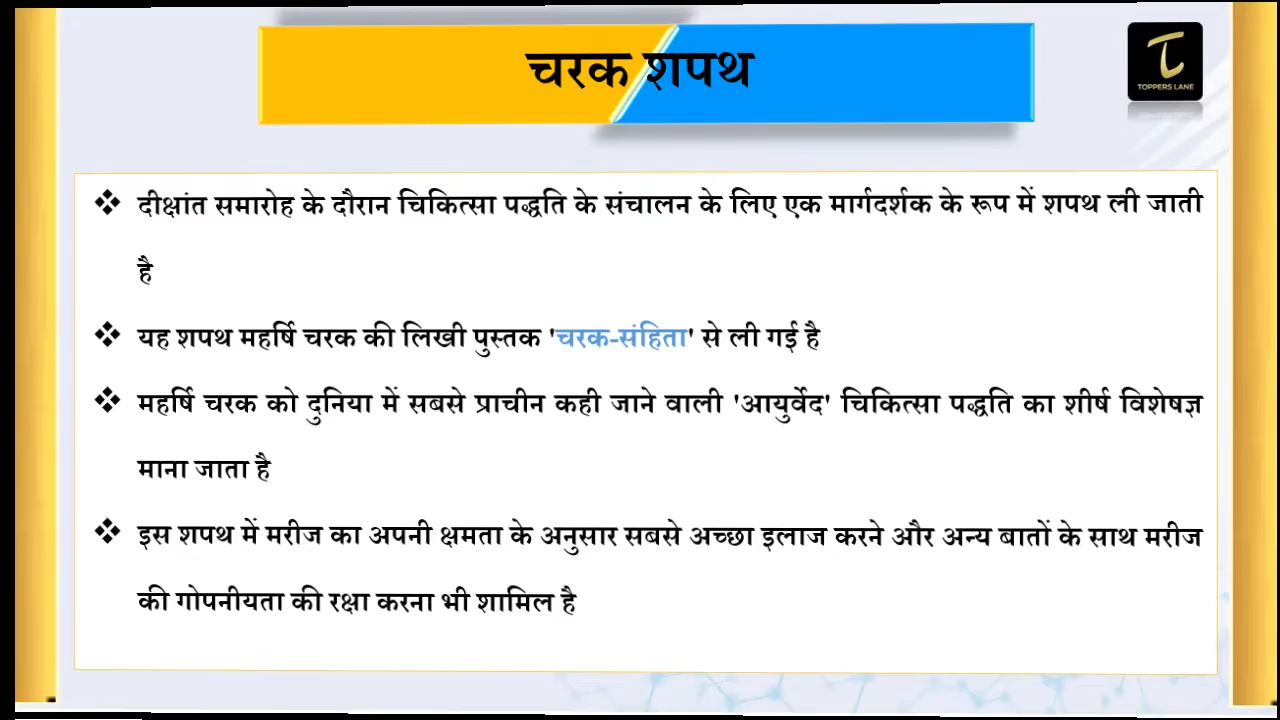 चरक शपथ
TOPPERS LANE
❖ दीक्षांत समारोह के दौरान चिकित्सा पद्धति के संचालन के लिए एक मार्गदर्शक के रूप में शपथ ली जाती
है
❖ यह शपथ महर्षि चरक की लिखी पुस्तक 'चरक-संहिता' से ली गई है
❖ महर्षि चरक को दुनिया में सबसे प्राचीन कही जाने वाली 'आयुर्वेद' चिकित्सा पद्धति का शीर्ष विशेषज्ञ
माना जाता है
❖ इस शपथ में मरीज का अपनी क्षमता के अनुसार सबसे अच्छा इलाज करने और अन्य बातों के साथ मरीज
की गोपनीयता की रक्षा करना भी शामिल है